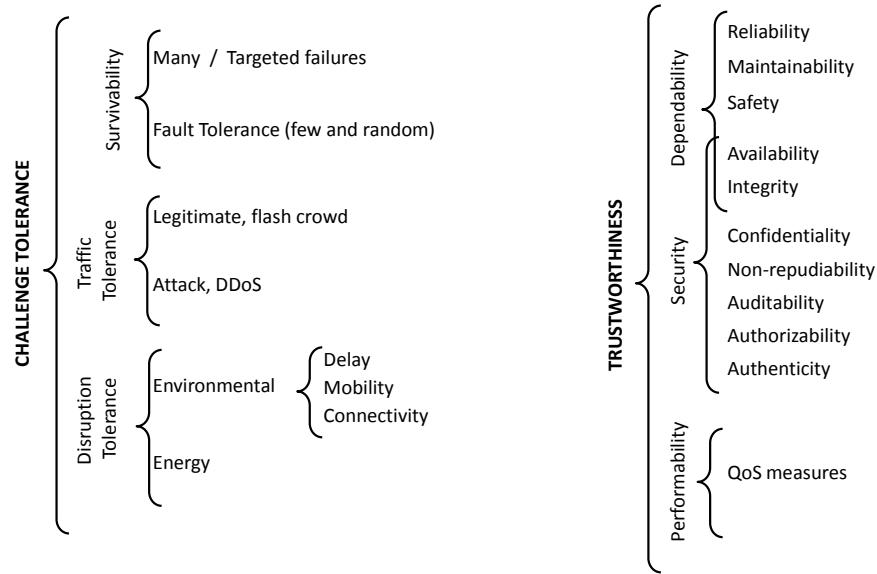 CHALLENGE TOLERANCE
Survivability
Many / Targeted failures
Fault Tolerance (few and random)
Traffic
Tolerance
Legitimate, flash crowd
Attack, DDoS
Disruption
Tolerance
Environmental
Delay
Mobility
Connectivity
Energy
TRUSTWORTHINESS
Dependability
Reliability
Maintainability
Safety
Availability
Integrity
Security
Confidentiality
Non-repudiability
Auditability
Authorizability
Authenticity
Performability
QoS measures